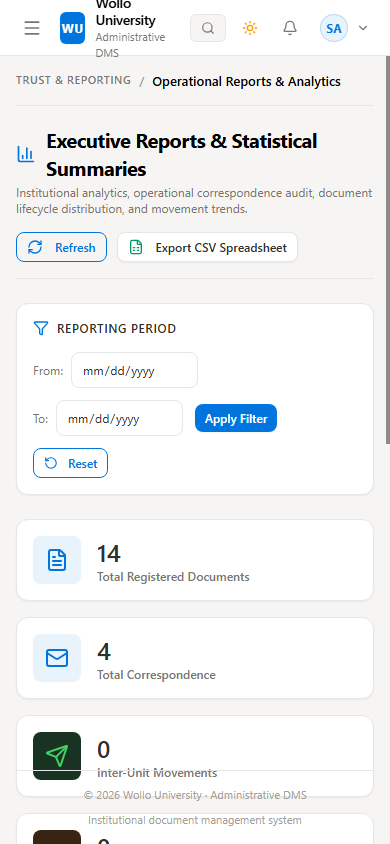 Wollo
University
Administrative
DMS
WU
SA
TRUST & REPORTING / Operational Reports & Analytics
Executive Reports & Statistical
Summaries
Institutional analytics, operational correspondence audit, document
lifecycle distribution, and movement trends.
Refresh
Export CSV Spreadsheet
REPORTING PERIOD
From: mm/dd/yyyy
To: mm/dd/yyyy
Apply Filter
Reset
14
Total Registered Documents
4
Total Correspondence
0
Inter-Unit Movements
© 2026 Wollo University · Administrative DMS
Institutional document management system